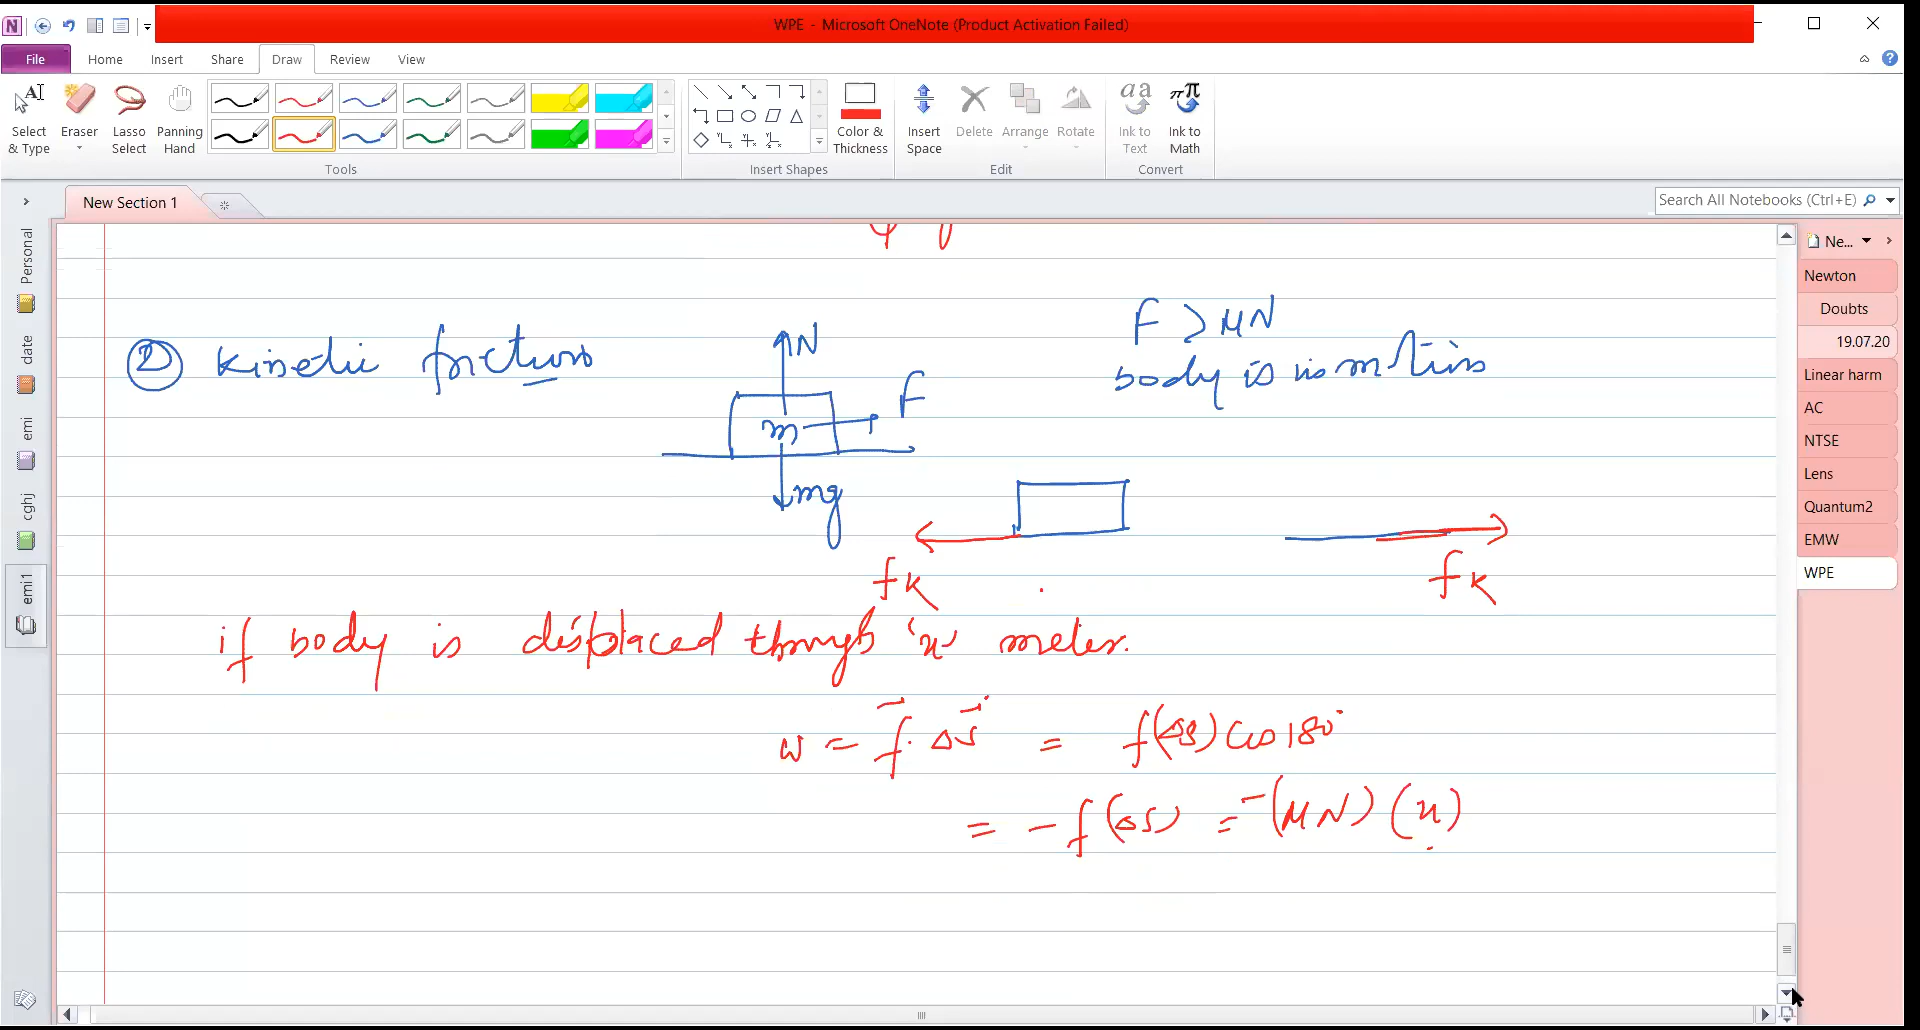 WPE - Microsoft OneNote (Product Activation Failed)
File Home Insert Share Draw Review View
Select & Type
Eraser
Lasso Select
Panning Hand
Color & Thickness
Insert Space
Delete
Arrange
Rotate
Ink to Text
Ink to Math
Tools
Insert Shapes
Edit
Convert
New Section 1
Search All Notebooks (Ctrl+E)
Personal
date
emi
cghj
emi1
Ne...
Newton
Doubts
19.07.20
Linear harm
AC
NTSE
Lens
Quantum2
EMW
WPE
② Kinetic friction
N
F
m
mg
F > μN
body is in motion
fk
fk
if body is displaced through 'x' meter.
w = f⃗. Δs⃗ = f(Δs) cos 180°
= - f(Δs) = -(μN) (x)